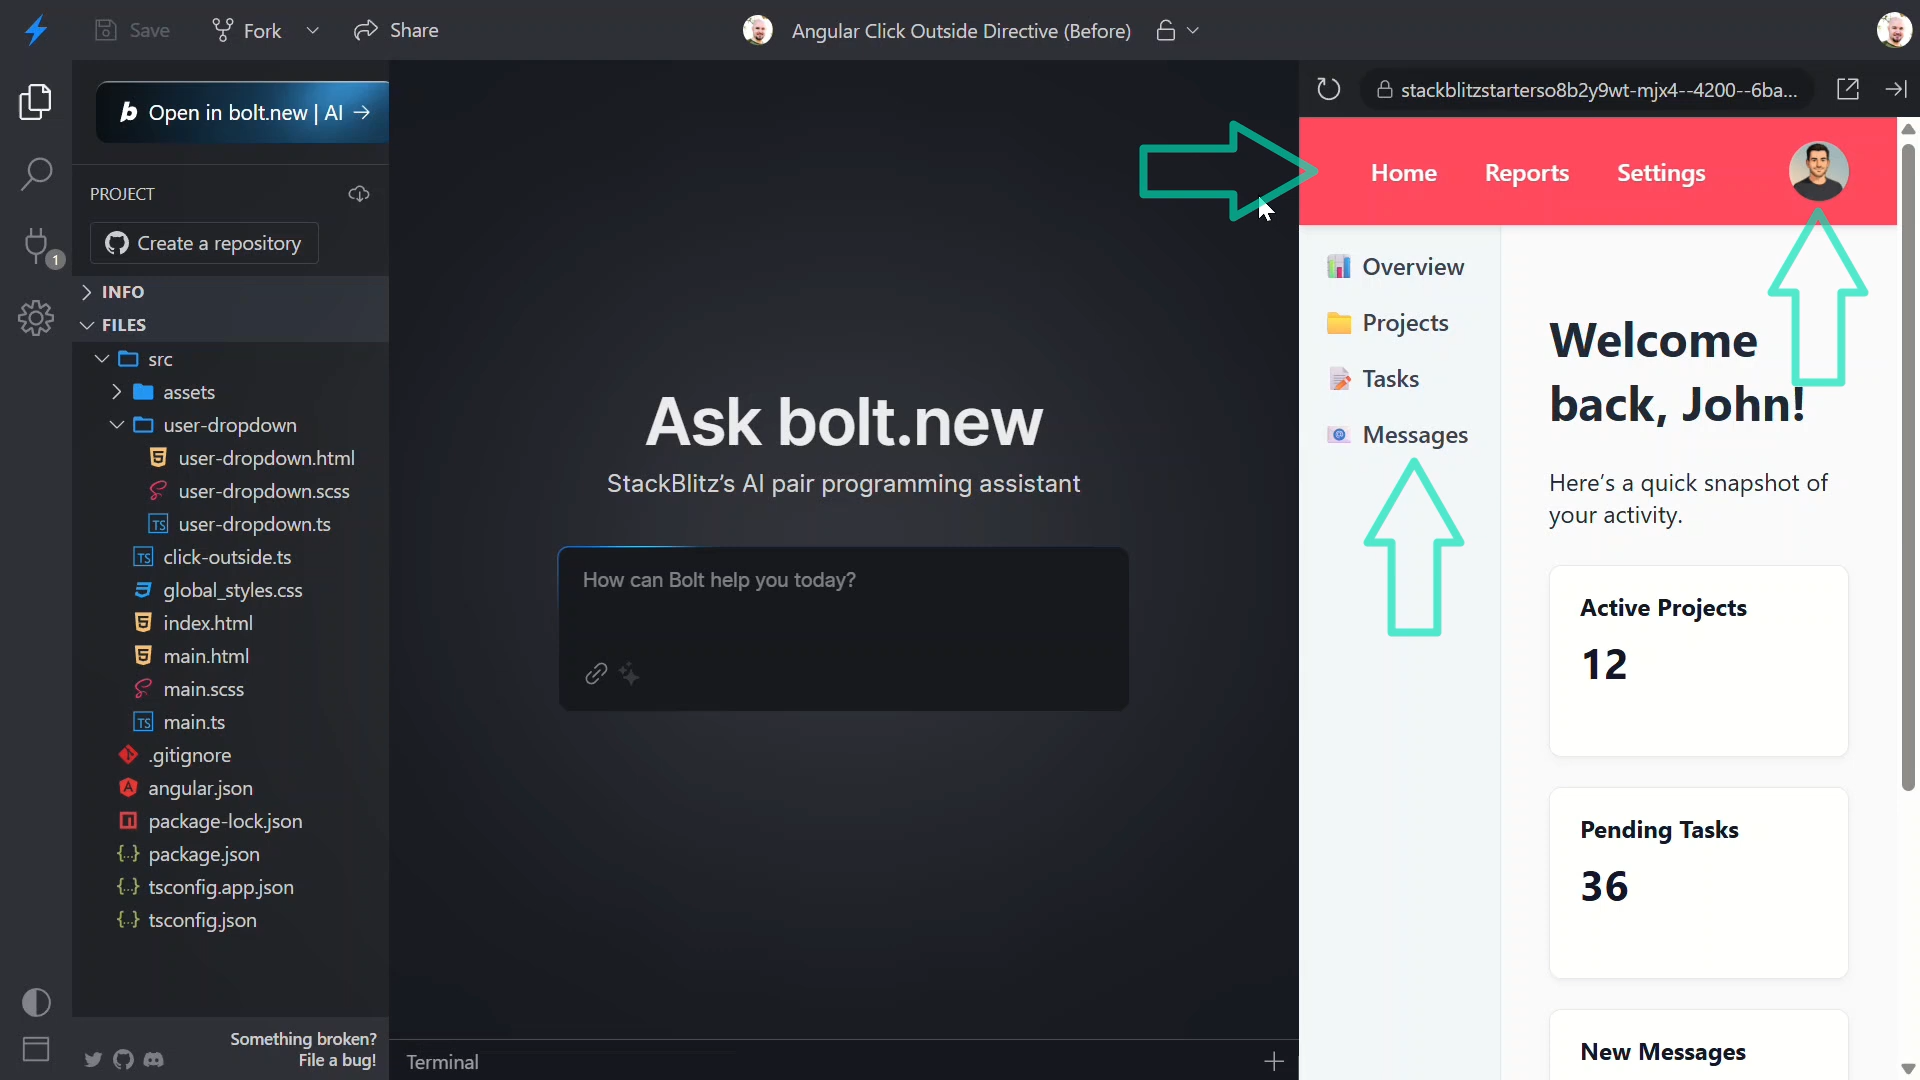 Save
Fork
Share
Angular Click Outside Directive (Before)
b Open in bolt.new | AI
PROJECT
Create a repository
1
INFO
FILES
src
assets
user-dropdown
user-dropdown.html
user-dropdown.scss
TS user-dropdown.ts
TS click-outside.ts
global_styles.css
index.html
main.html
main.scss
TS main.ts
.gitignore
angular.json
package-lock.json
{..} package.json
{..} tsconfig.app.json
{..} tsconfig.json
Something broken?
File a bug!
Ask bolt.new
StackBlitz's AI pair programming assistant
How can Bolt help you today?
Terminal
stackblitzstarterso8b2y9wt-mjx4--4200--6ba...
Home
Reports
Settings
Overview
Projects
Tasks
Messages
Welcome
back, John!
Here's a quick snapshot of
your activity.
Active Projects
12
Pending Tasks
36
New Messages